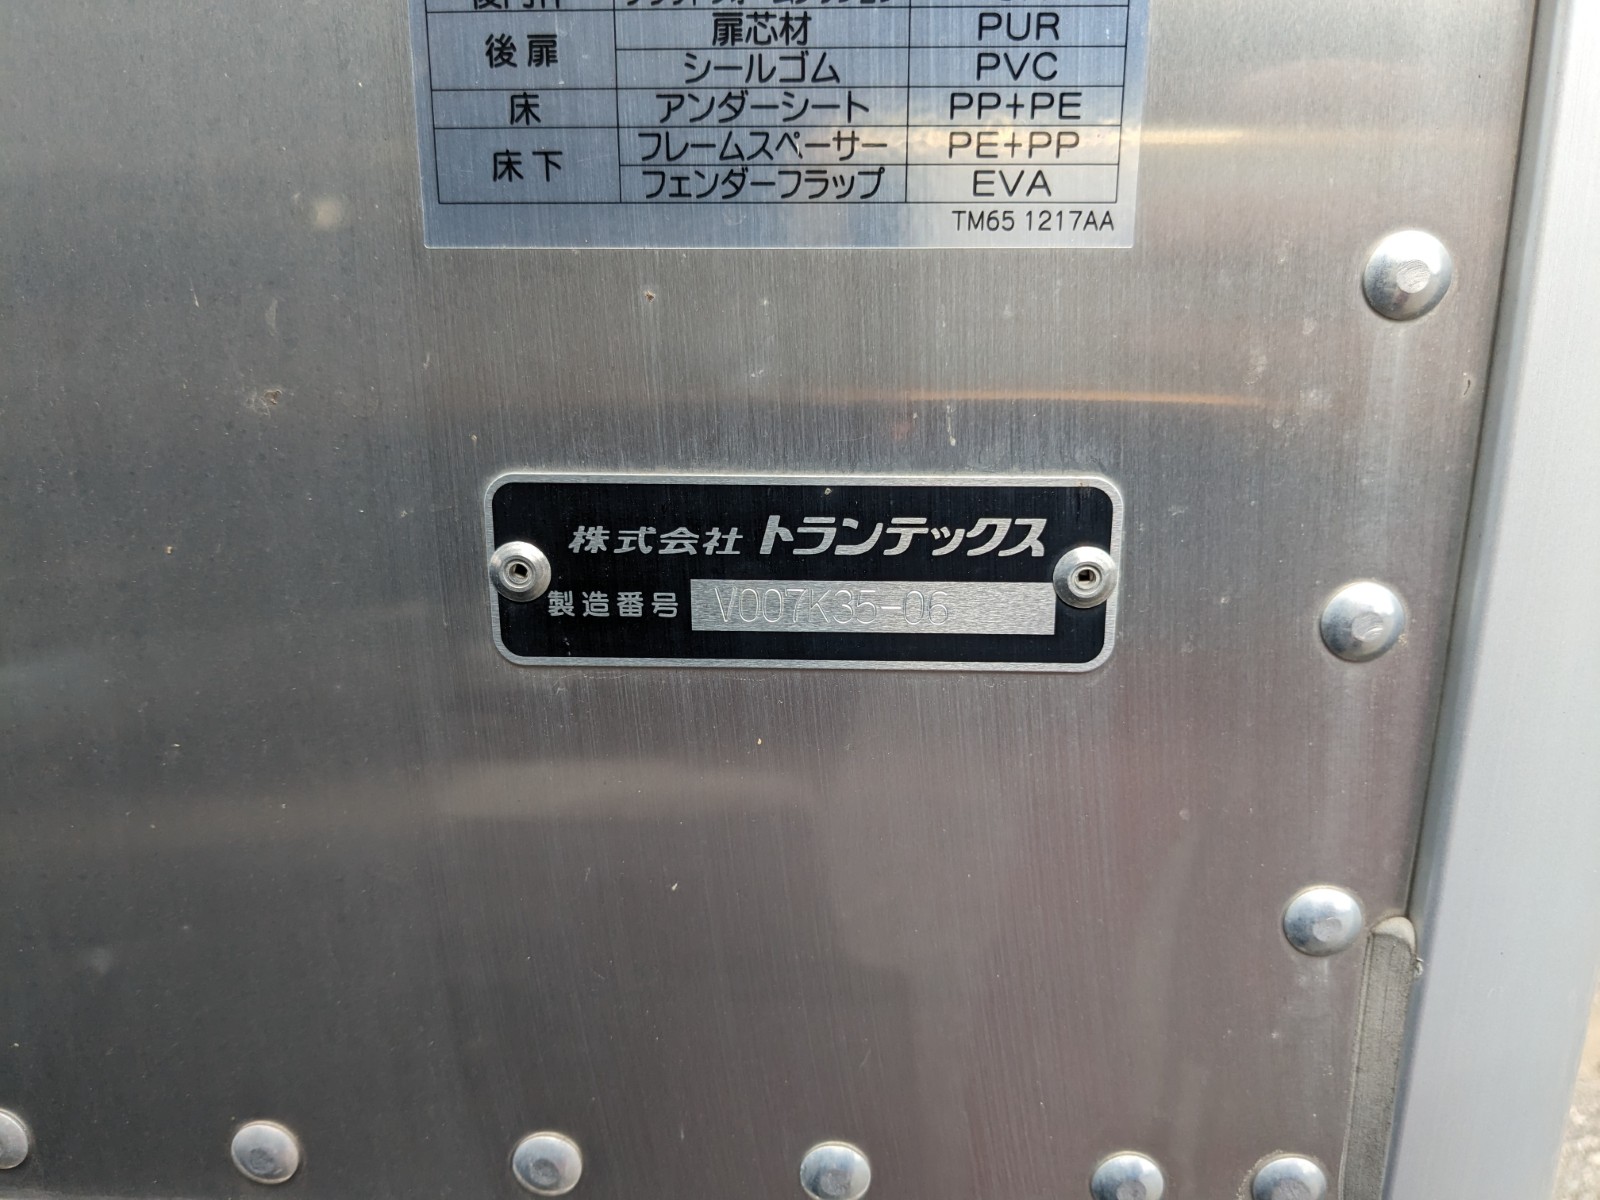 後扉 扉芯材 PUR
シールゴム PVC
床 アンダーシート PP+PE
床下 フレームスペーサー PE+PP
フェンダーフラップ EVA
TM65 1217AA
株式会社 トランテックス
製造番号 V007K35-06